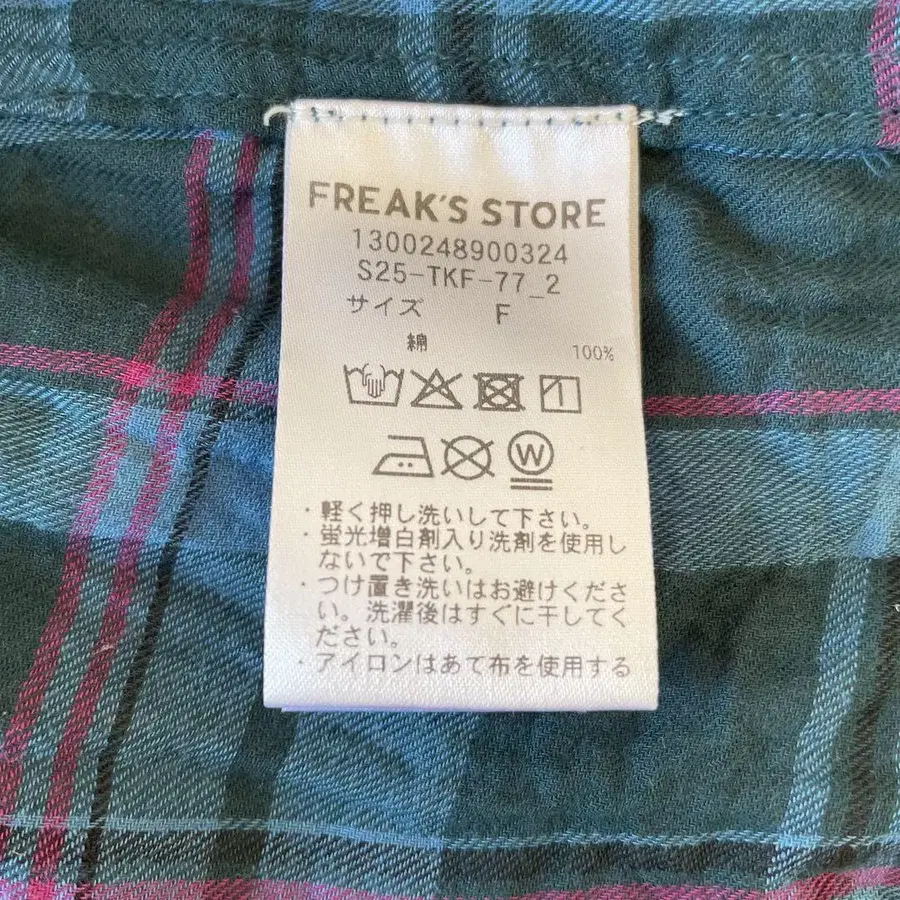 FREAK'S STORE
1300248900324
S25-TKF-77_2
サイズ F
綿 100%
W
・軽く押し洗いして下さい。
・蛍光増白剤入り洗剤を使用し
ないで下さい。
・つけ置き洗いはお避けくださ
い。洗濯後はすぐに干してく
ださい。
・アイロンはあて布を使用する